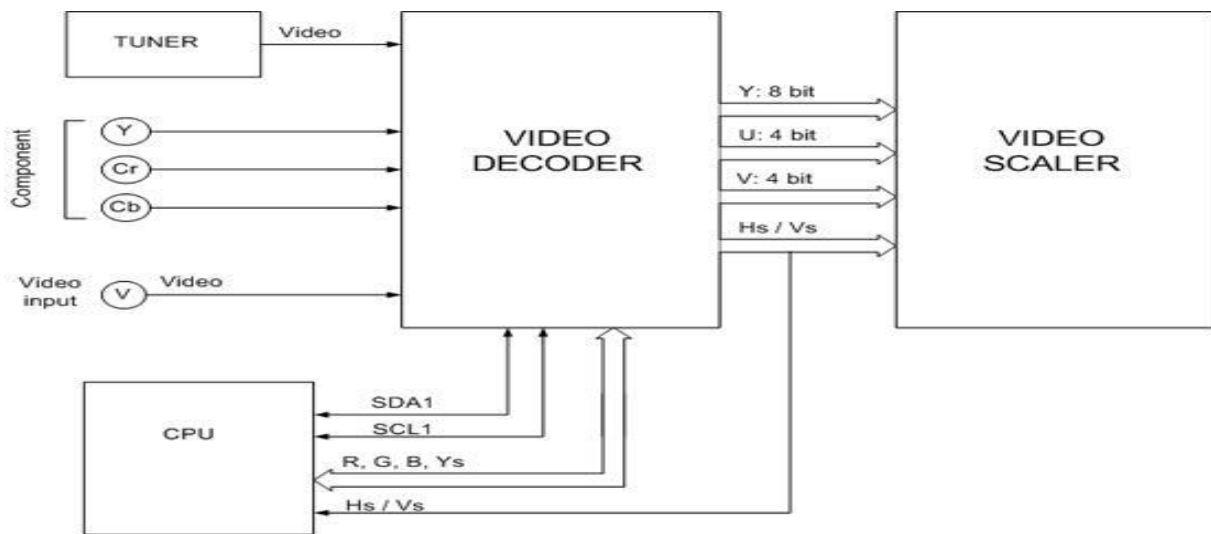 TUNER
Video
Component
Y
Cr
Cb
Video
input
V
Video
VIDEO
DECODER
Y: 8 bit
U: 4 bit
V: 4 bit
Hs / Vs
VIDEO
SCALER
CPU
SDA1
SCL1
R, G, B, Ys
Hs / Vs